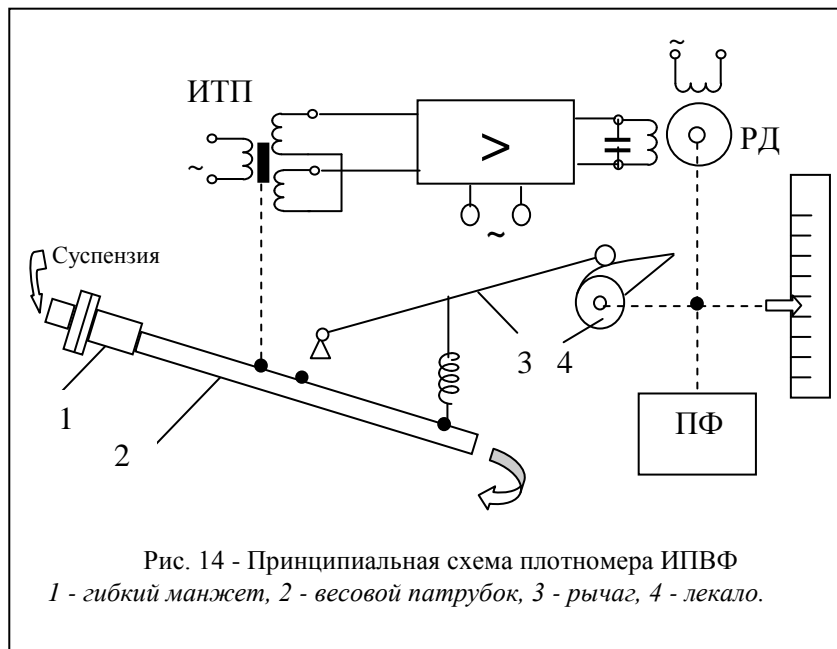 ИТП
~
>
~
~
РД
Суспензия
1
2
3
4
ПФ
Рис. 14 - Принципиальная схема плотномера ИПВФ
1 - гибкий манжет, 2 - весовой патрубок, 3 - рычаг, 4 - лекало.